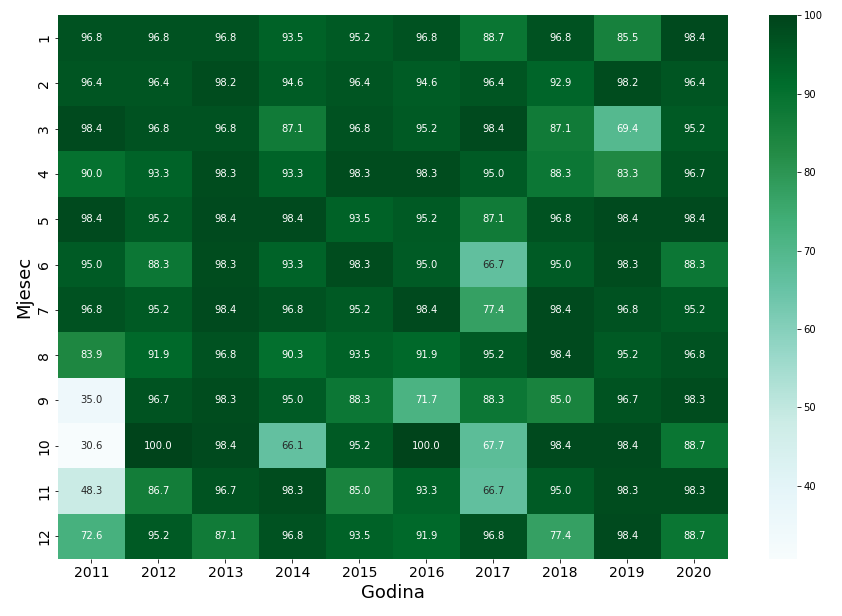 1 96.8 96.8 96.8 93.5 95.2 96.8 88.7 96.8 85.5 98.4
2 96.4 96.4 98.2 94.6 96.4 94.6 96.4 92.9 98.2 96.4
3 98.4 96.8 96.8 87.1 96.8 95.2 98.4 87.1 69.4 95.2
4 90.0 93.3 98.3 93.3 98.3 98.3 95.0 88.3 83.3 96.7
5 98.4 95.2 98.4 98.4 93.5 95.2 87.1 96.8 98.4 98.4
6 95.0 88.3 98.3 93.3 98.3 95.0 66.7 95.0 98.3 88.3
7 96.8 95.2 98.4 96.8 95.2 98.4 77.4 98.4 96.8 95.2
8 83.9 91.9 96.8 90.3 93.5 91.9 95.2 98.4 95.2 96.8
9 35.0 96.7 98.3 95.0 88.3 71.7 88.3 85.0 96.7 98.3
10 30.6 100.0 98.4 66.1 95.2 100.0 67.7 98.4 98.4 88.7
11 48.3 86.7 96.7 98.3 85.0 93.3 66.7 95.0 98.3 98.3
12 72.6 95.2 87.1 96.8 93.5 91.9 96.8 77.4 98.4 88.7
2011 2012 2013 2014 2015 2016 2017 2018 2019 2020
Godina
Mjesec
100
90
80
70
60
50
40